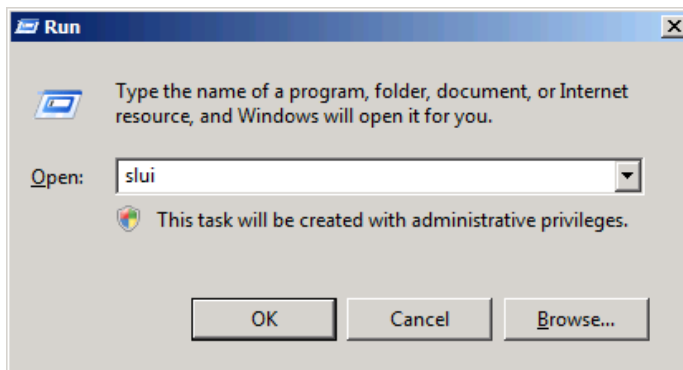 Run
Type the name of a program, folder, document, or Internet
resource, and Windows will open it for you.
Open: slui
This task will be created with administrative privileges.
OK Cancel Browse...